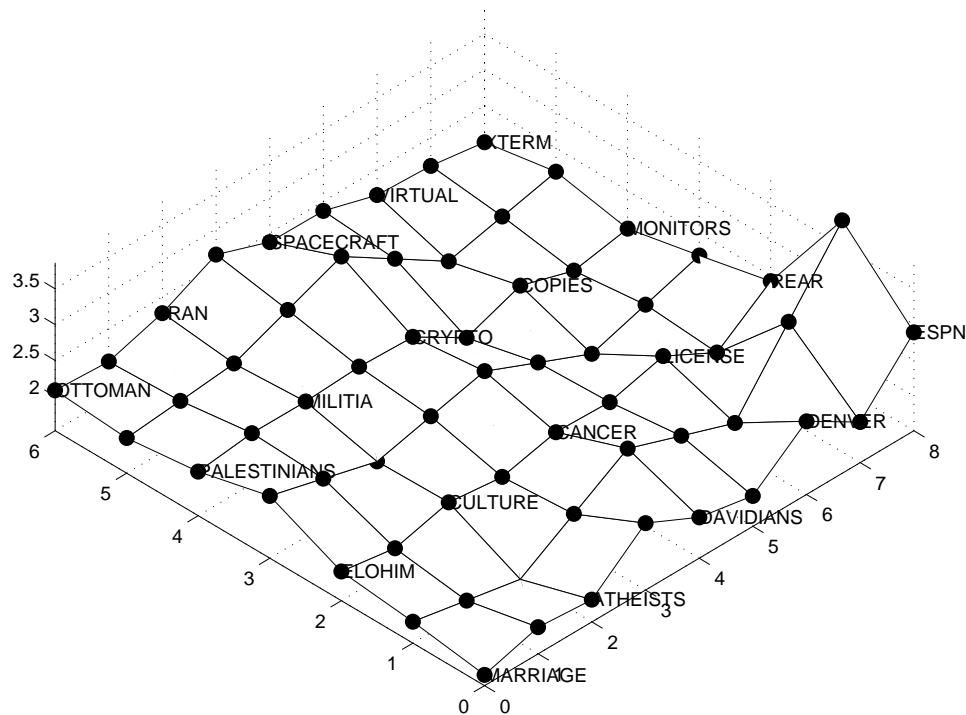 XTERM
VIRTUAL
MONITORS
SPACECRAFT
3.5
COPIES
REAR
IRAN
3
ESPN
CRYPTO
2.5
LICENSE
2
OTTOMAN
MILITIA
DENVER
6
CANCER
8
PALESTINIANS
7
5
CULTURE
6
DAVIDIANS
4
5
ELOHIM
4
3
ATHEISTS
3
2
2
1
MARRIAGE
1
0
0